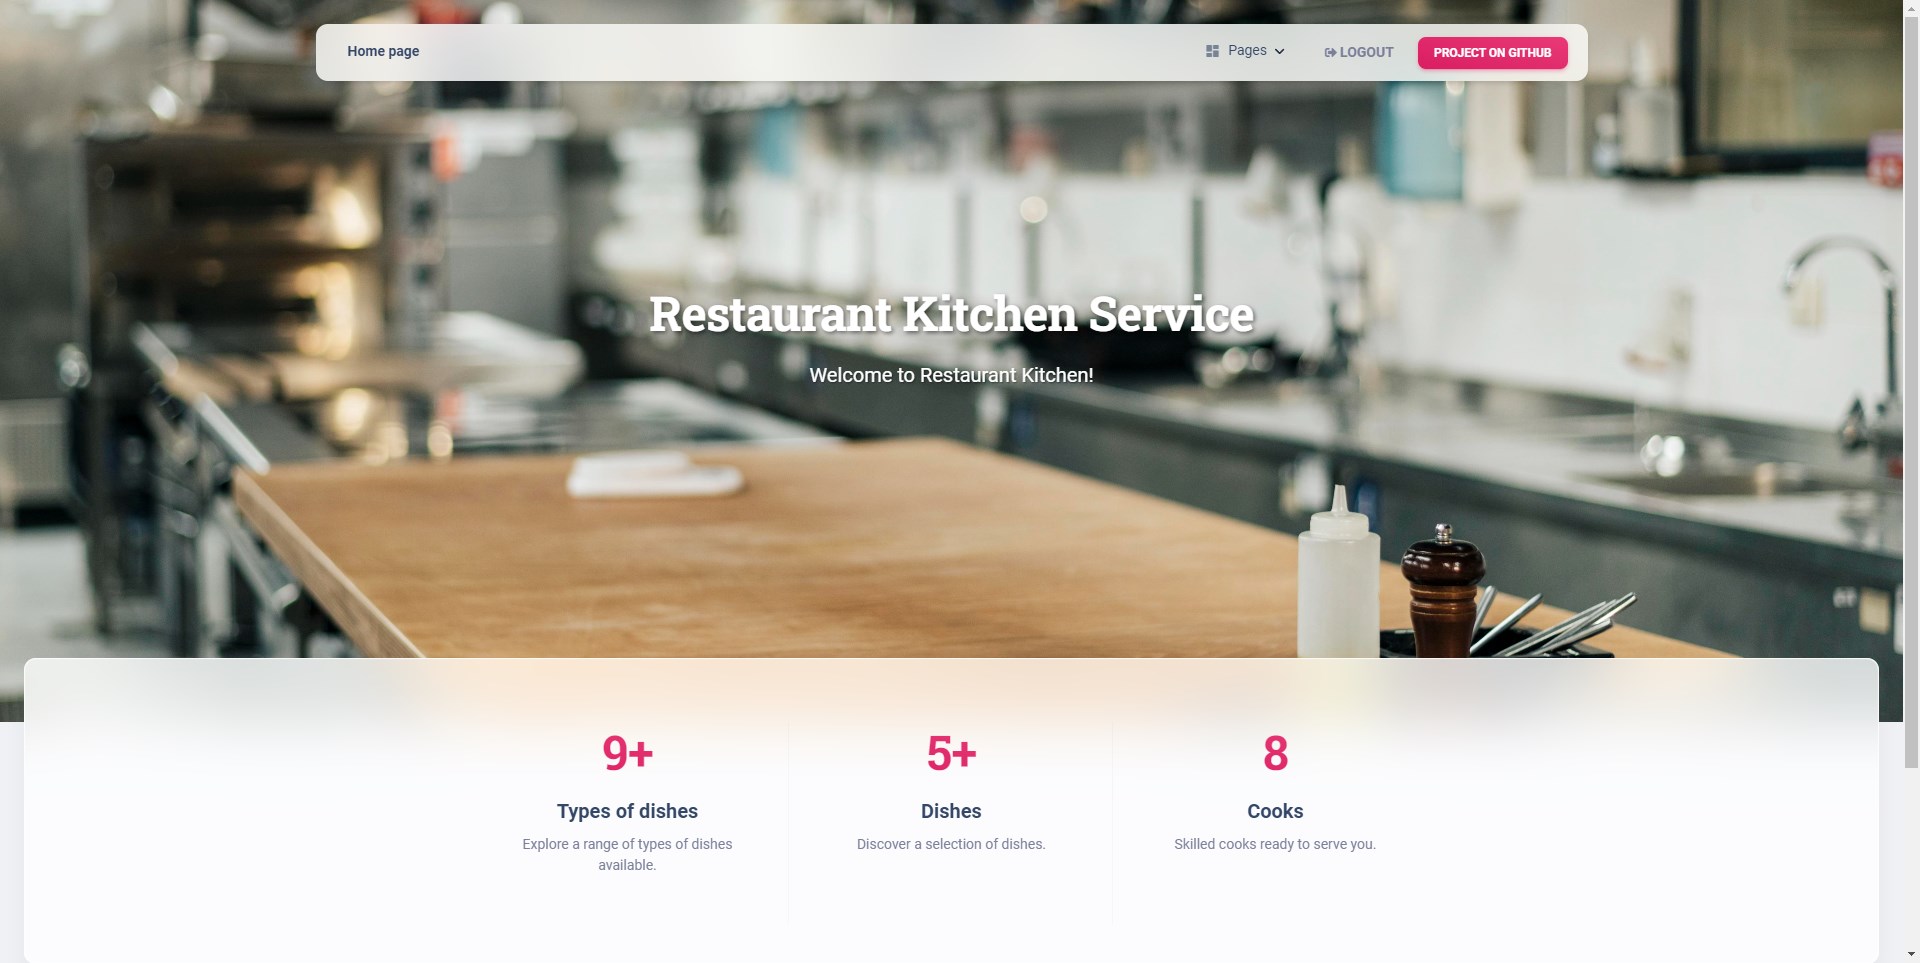 Home page
Pages
LOGOUT
PROJECT ON GITHUB
Restaurant Kitchen Service
Welcome to Restaurant Kitchen!
9+
Types of dishes
Explore a range of types of dishes
available.
5+
Dishes
Discover a selection of dishes.
8
Cooks
Skilled cooks ready to serve you.